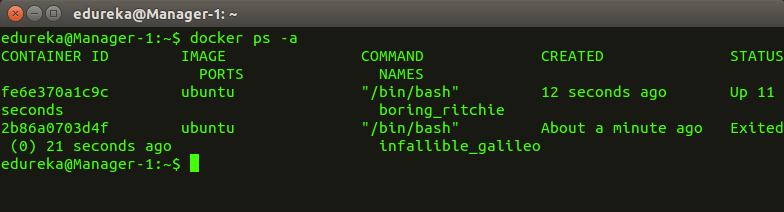 edureka@Manager-1: ~
edureka@Manager-1:~$ docker ps -a
CONTAINER ID        IMAGE               COMMAND             CREATED              STATUS
                      PORTS               NAMES
fe6e370a1c9c        ubuntu              "/bin/bash"         12 seconds ago       Up 11
seconds                                   boring_ritchie
2b86a0703d4f        ubuntu              "/bin/bash"         About a minute ago   Exited
 (0) 21 seconds ago                       infallible_galileo
edureka@Manager-1:~$